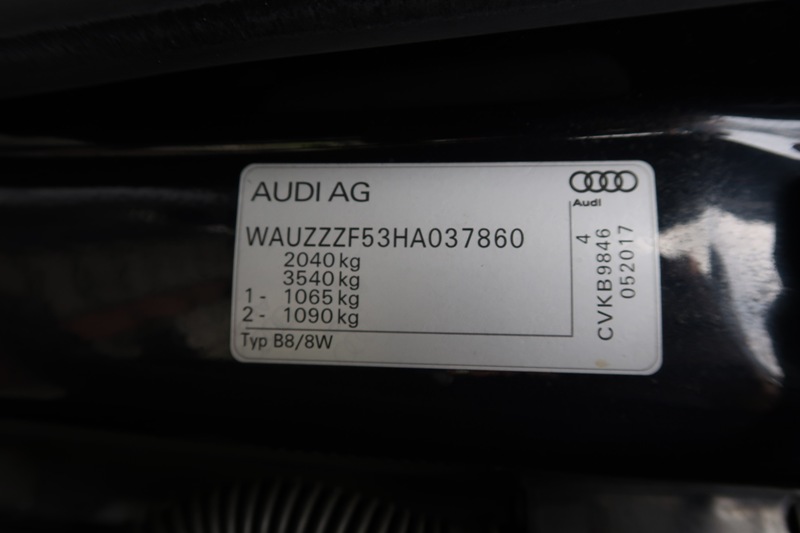 AUDI AG
Audi
WAUZZZF53HA037860
2040 kg
3540 kg
1 - 1065 kg
2 - 1090 kg
Typ B8/8W
4
CVKB9846
052017